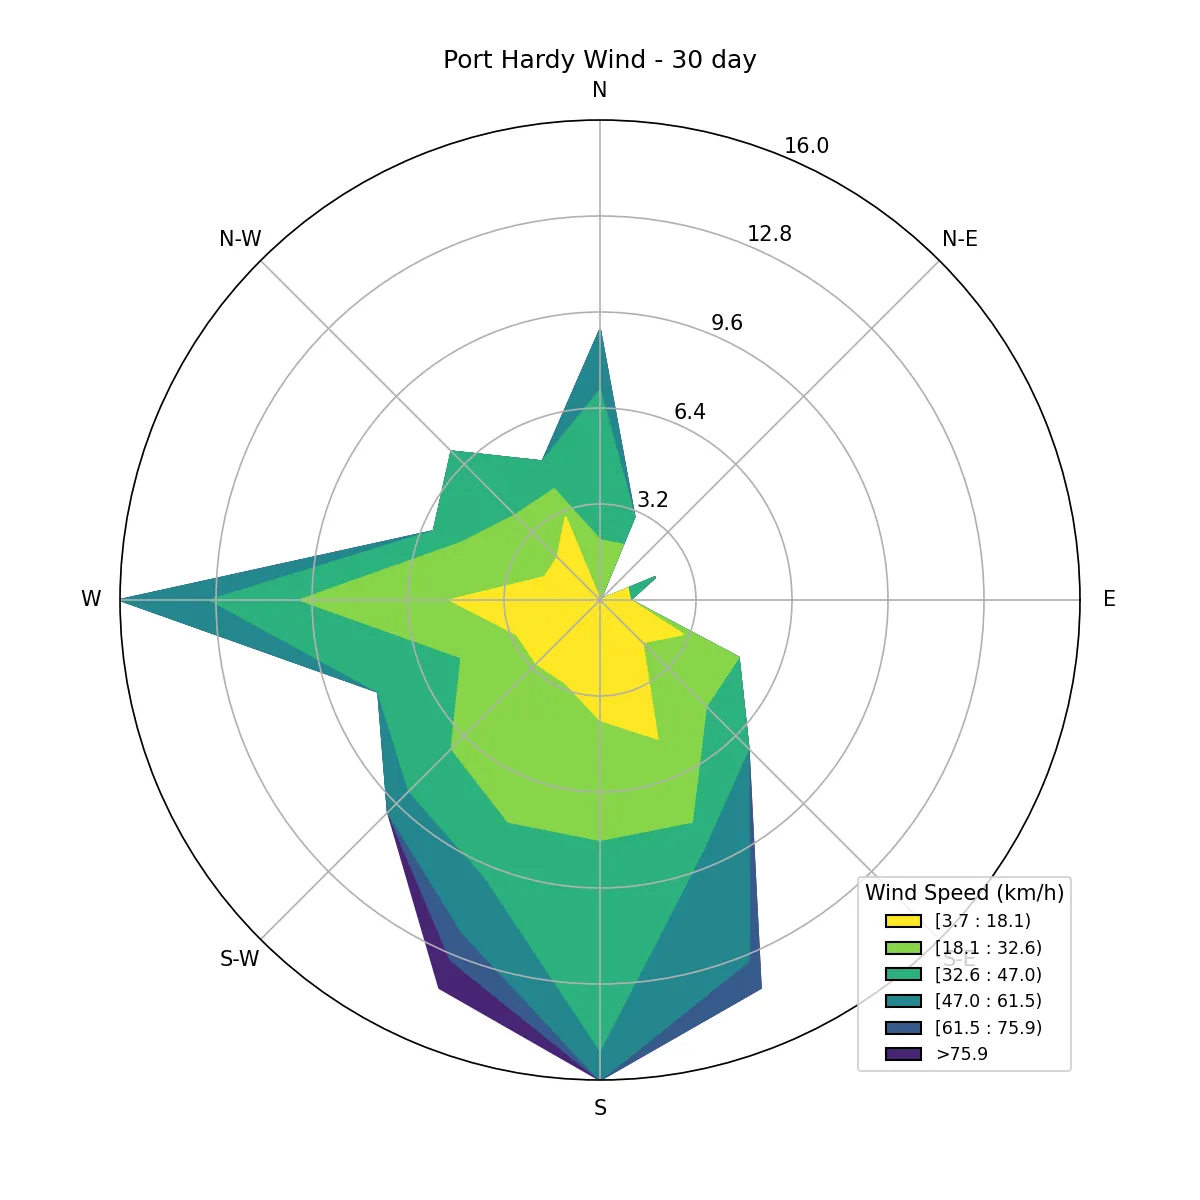 Port Hardy Wind - 30 day
N
16.0
N-W
12.8
N-E
9.6
6.4
3.2
W
E
Wind Speed (km/h)
[3.7 : 18.1)
[18.1 : 32.6)
S-W
S-E
[32.6 : 47.0)
[47.0 : 61.5)
[61.5 : 75.9)
>75.9
S